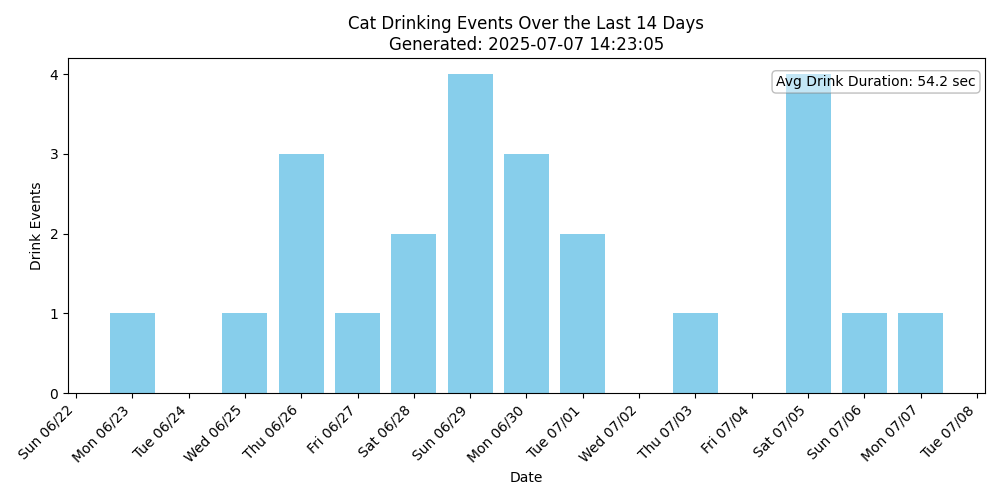 Cat Drinking Events Over the Last 14 Days
Generated: 2025-07-07 14:23:05
Avg Drink Duration: 54.2 sec
Drink Events
4
3
2
1
0
Sun 06/22
Mon 06/23
Tue 06/24
Wed 06/25
Thu 06/26
Fri 06/27
Sat 06/28
Sun 06/29
Mon 06/30
Tue 07/01
Wed 07/02
Thu 07/03
Fri 07/04
Sat 07/05
Sun 07/06
Mon 07/07
Tue 07/08
Date